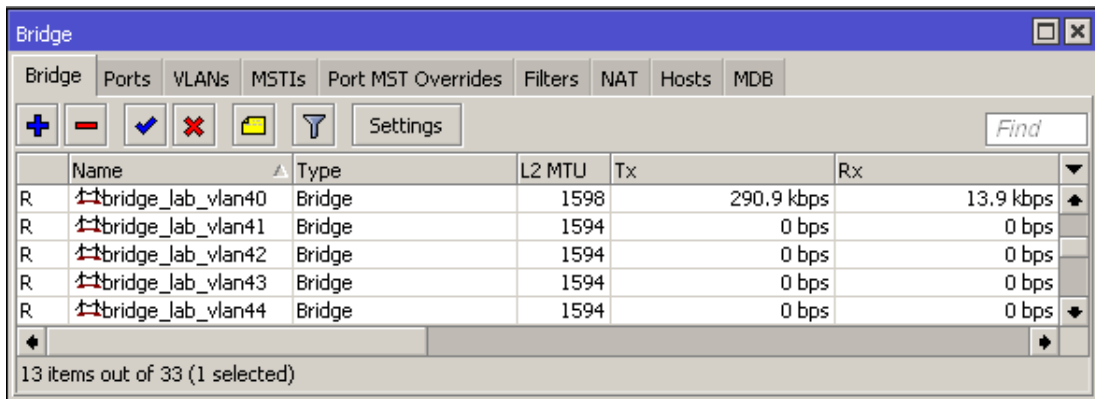 Bridge
Bridge Ports VLANs MSTIs Port MST Overrides Filters NAT Hosts MDB
Settings Find
Name Type L2 MTU Tx Rx
R bridge_lab_vlan40 Bridge 1598 290.9 kbps 13.9 kbps
R bridge_lab_vlan41 Bridge 1594 0 bps 0 bps
R bridge_lab_vlan42 Bridge 1594 0 bps 0 bps
R bridge_lab_vlan43 Bridge 1594 0 bps 0 bps
R bridge_lab_vlan44 Bridge 1594 0 bps 0 bps
13 items out of 33 (1 selected)